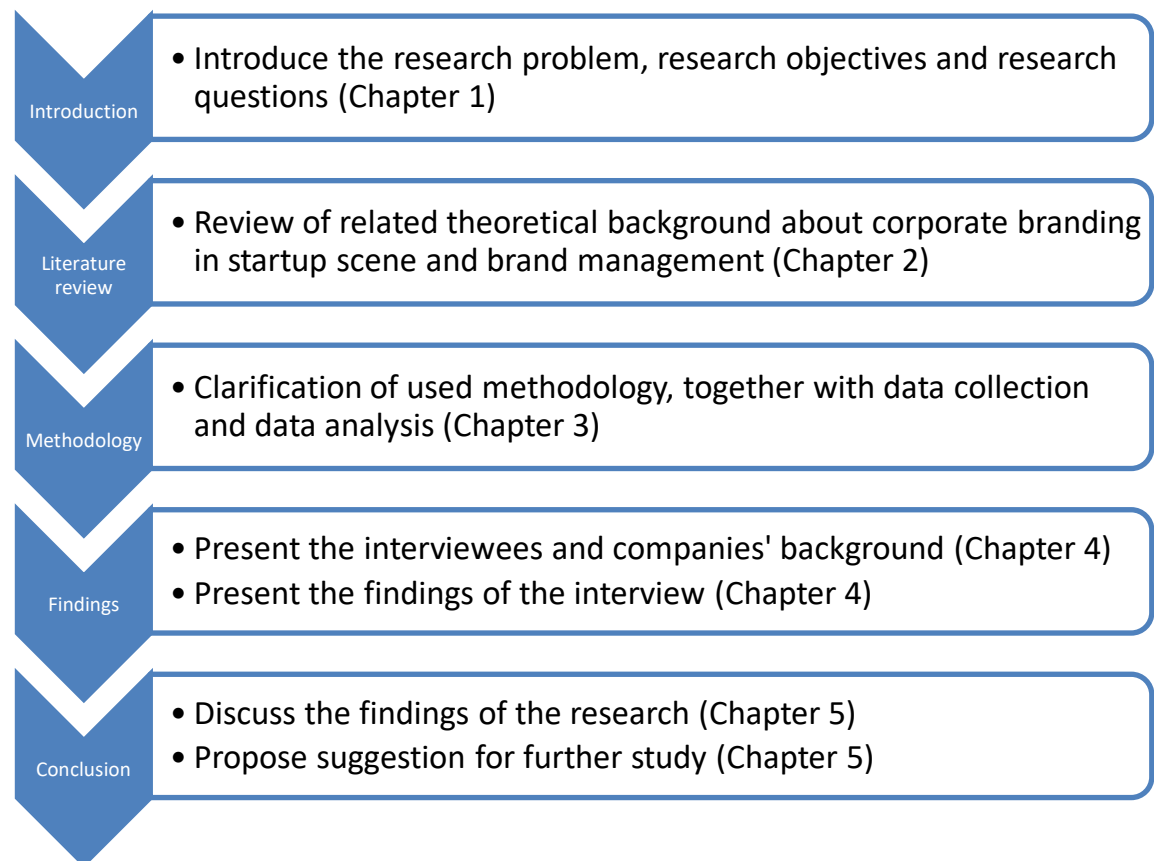 Introduction
• Introduce the research problem, research objectives and research
questions (Chapter 1)
Literature
review
• Review of related theoretical background about corporate branding
in startup scene and brand management (Chapter 2)
Methodology
• Clarification of used methodology, together with data collection
and data analysis (Chapter 3)
Findings
• Present the interviewees and companies' background (Chapter 4)
• Present the findings of the interview (Chapter 4)
Conclusion
• Discuss the findings of the research (Chapter 5)
• Propose suggestion for further study (Chapter 5)